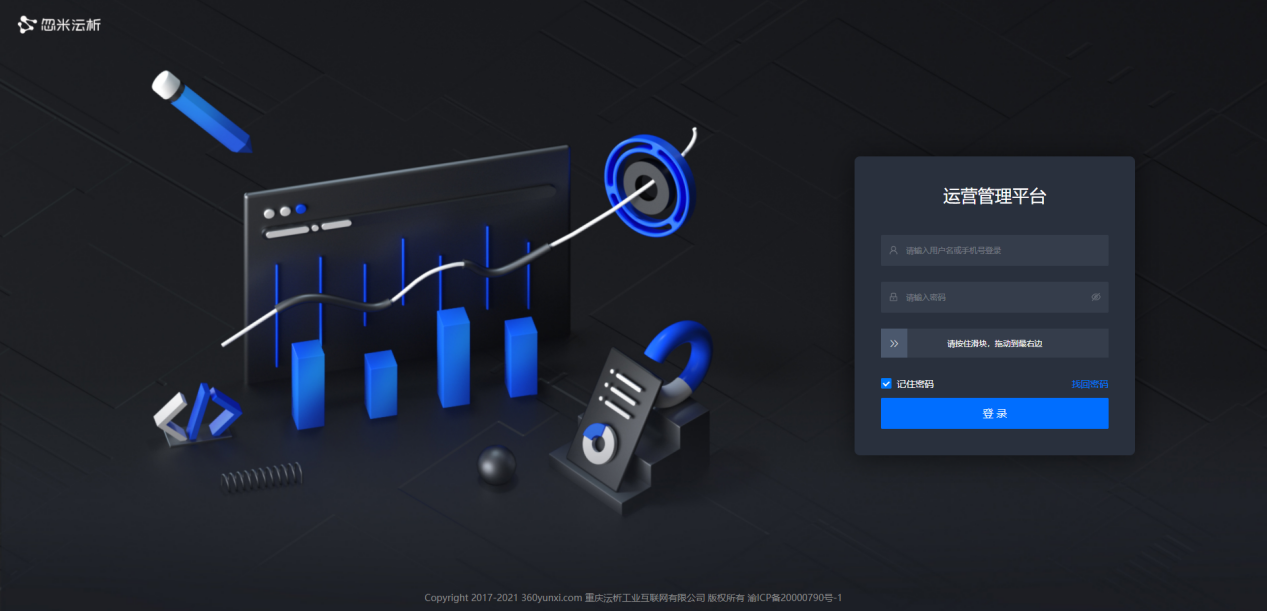 忽米沄析
运营管理平台
请输入用户名或手机号登录
请输入密码
请按住滑块，拖动到最右边
记住密码 找回密码
登 录
Copyright 2017-2021 360yunxi.com 重庆沄析工业互联网有限公司 版权所有 渝ICP备20000790号-1